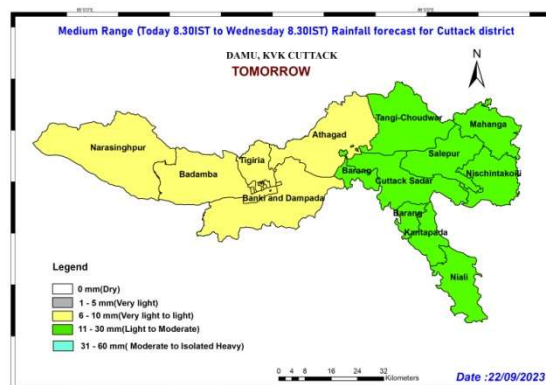 Medium Range (Today 8.30IST to Wednesday 8.30IST) Rainfall forecast for Cuttack district
DAMU, KVK CUTTACK
TOMORROW
N
Tangi-Choudwar
Mahanga
Athagad
Narasinghpur
Salepur
Tigiria
Badamba
Barang
Nischintakoili
Cuttack Sadar
Banki and Dampada
Barang
Kantapada
Niali
Legend
0 mm(Dry)
1 - 5 mm(Very light)
6 - 10 mm(Very light to light)
11 - 30 mm(Light to Moderate)
31 - 60 mm( Moderate to Isolated Heavy)
0 4 8 16 24 32
Kilometers
Date :22/09/2023